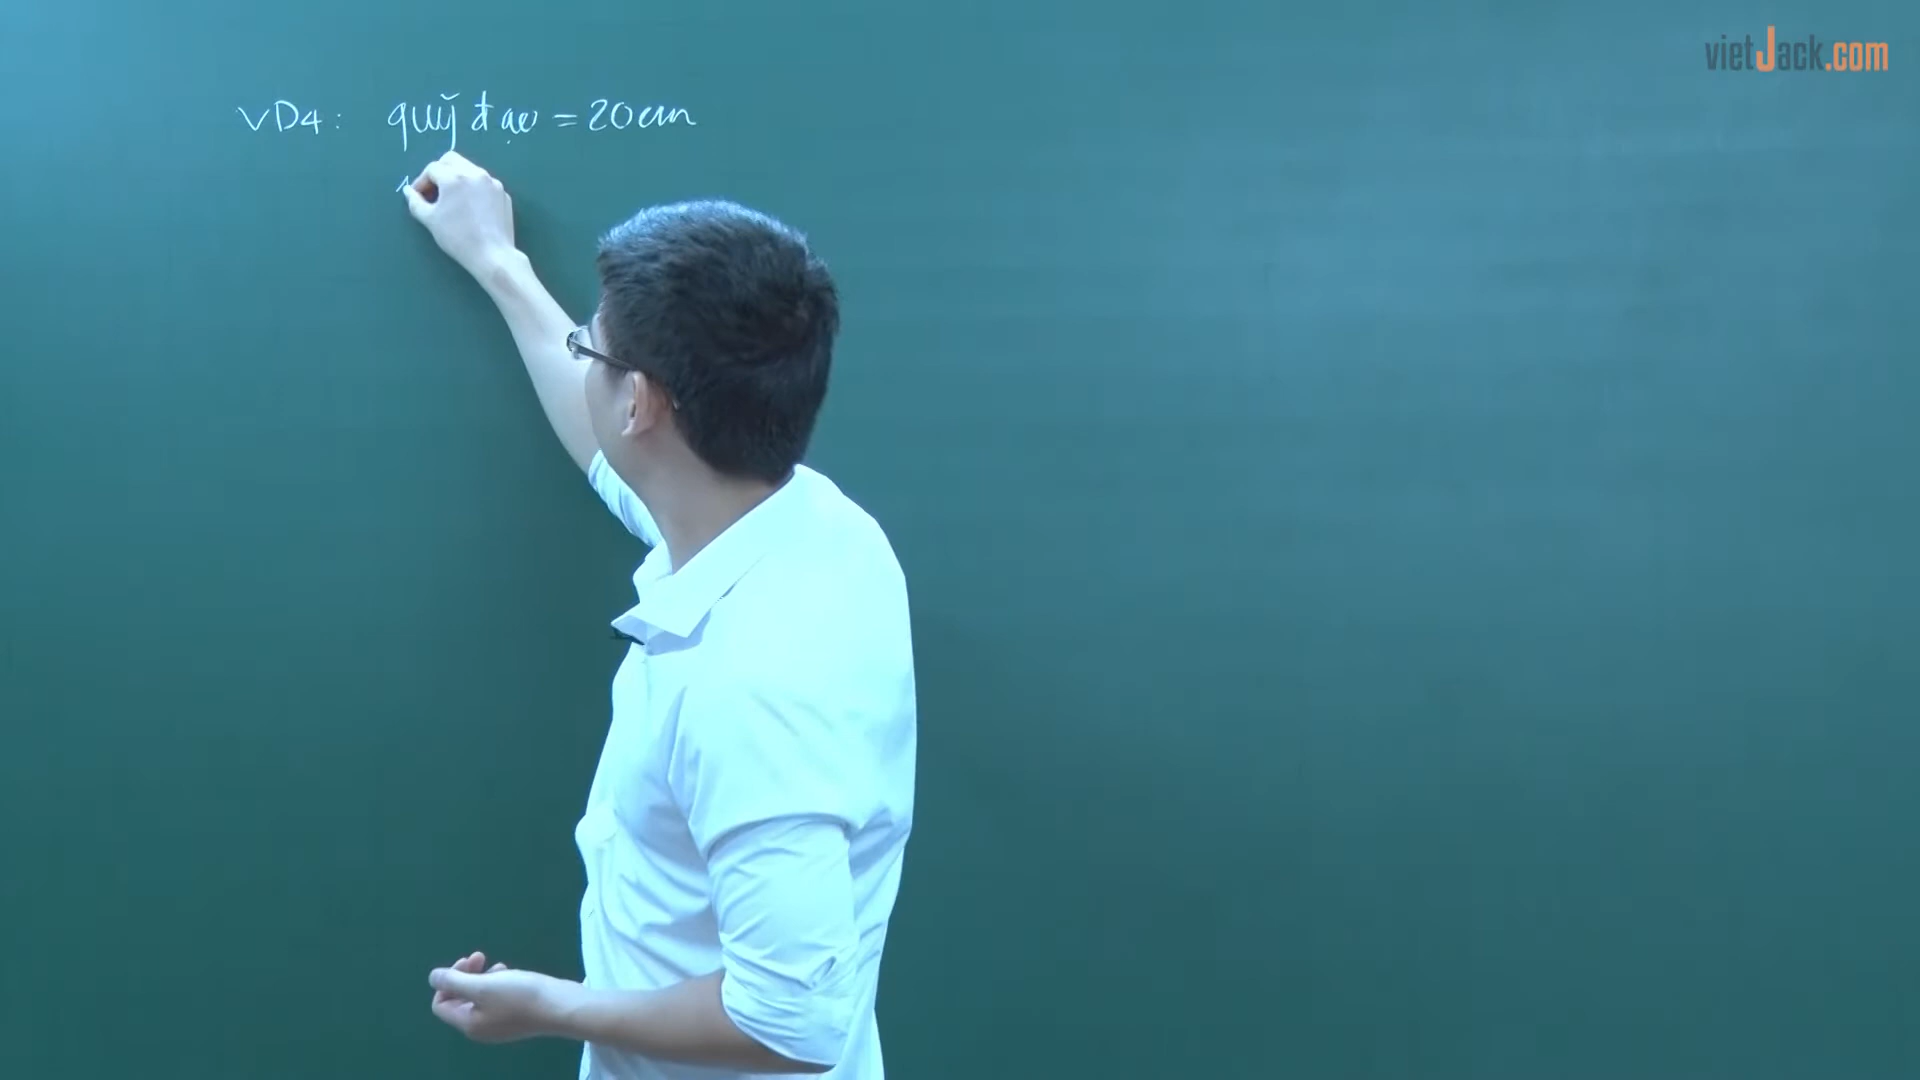 vietJack.com
VD4: quỹ đạo = 20cm